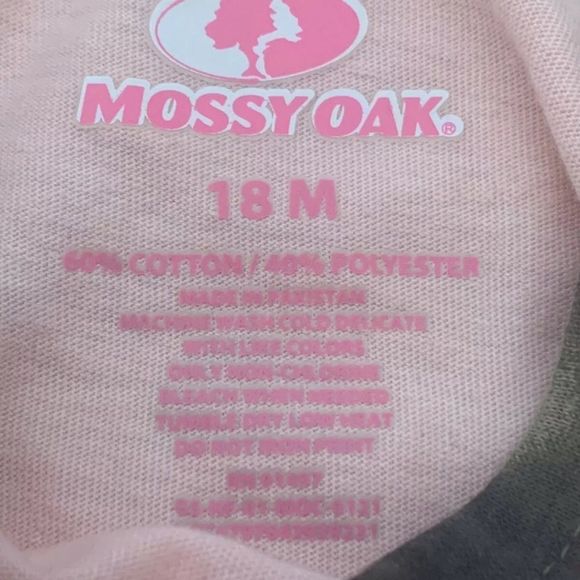 MOSSY OAK®
18 M
60% COTTON / 40% POLYESTER
MADE IN PAKISTAN
MACHINE WASH COLD DELICATE
WITH LIKE COLORS
ONLY NON-CHLORINE
BLEACH WHEN NEEDED
TUMBLE DRY LOW HEAT
DO NOT IRON PRINT